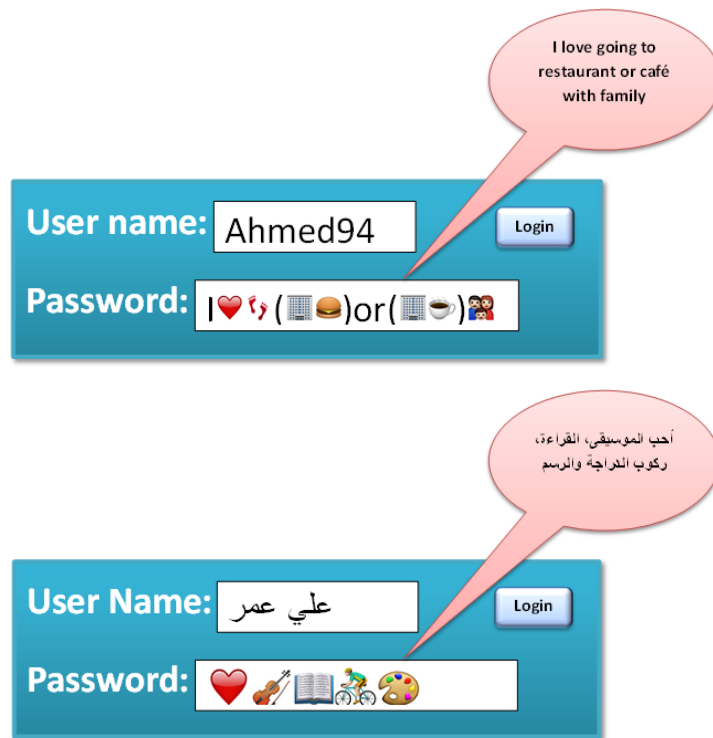 I love going to
restaurant or café
with family
User name: Ahmed94
Login
Password: I❤️👣(🏢🍔)or(🏢☕)👨‍👩‍👦
أحب الموسيقى، القراءة،
ركوب الدراجة والرسم
User Name: علي عمر
Login
Password: ❤️🎻📖🚴🎨